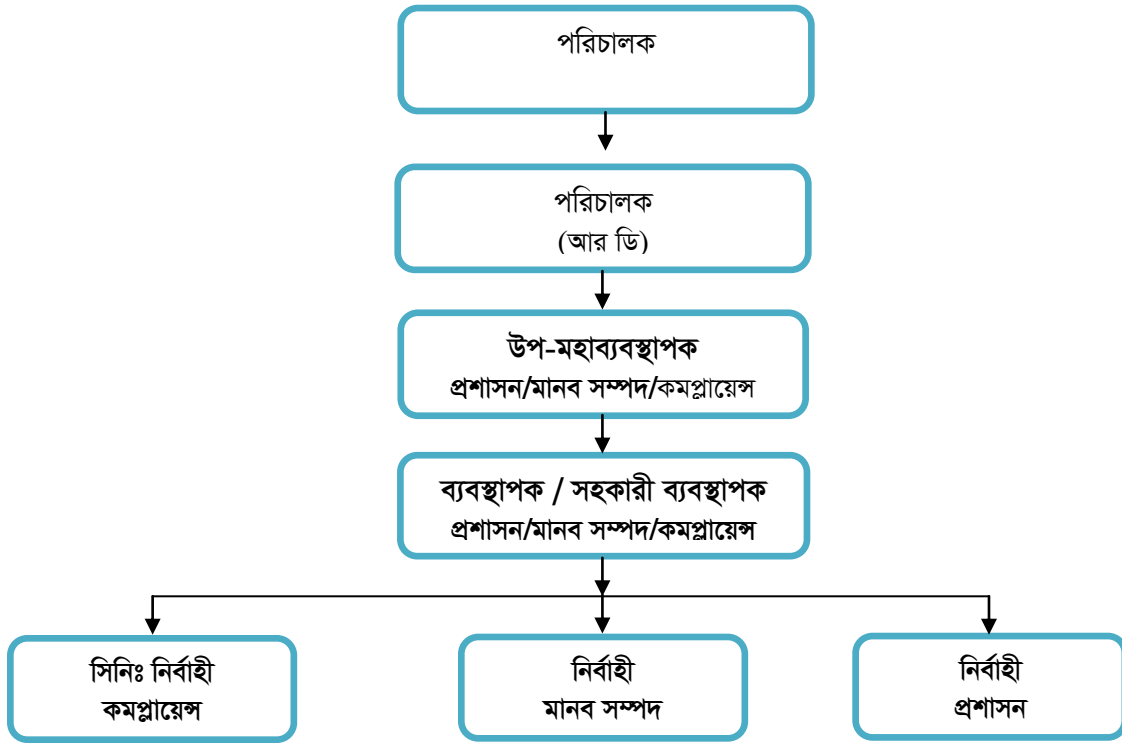 পরিচালক
পরিচালক
(আর ডি)
উপ-মহাব্যবস্থাপক
প্রশাসন/মানব সম্পদ/কমপ্লায়েন্স
ব্যবস্থাপক / সহকারী ব্যবস্থাপক
প্রশাসন/মানব সম্পদ/কমপ্লায়েন্স
সিনিঃ নির্বাহী
কমপ্লায়েন্স
নির্বাহী
মানব সম্পদ
নির্বাহী
প্রশাসন